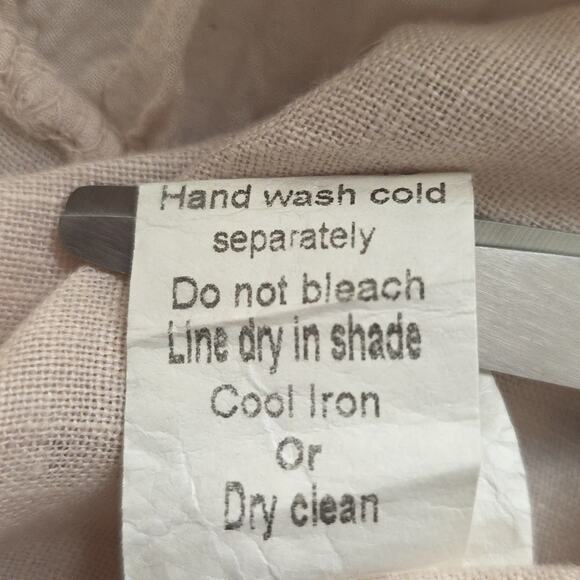 Hand wash cold
separately
Do not bleach
Line dry in shade
Cool Iron
Or
Dry clean